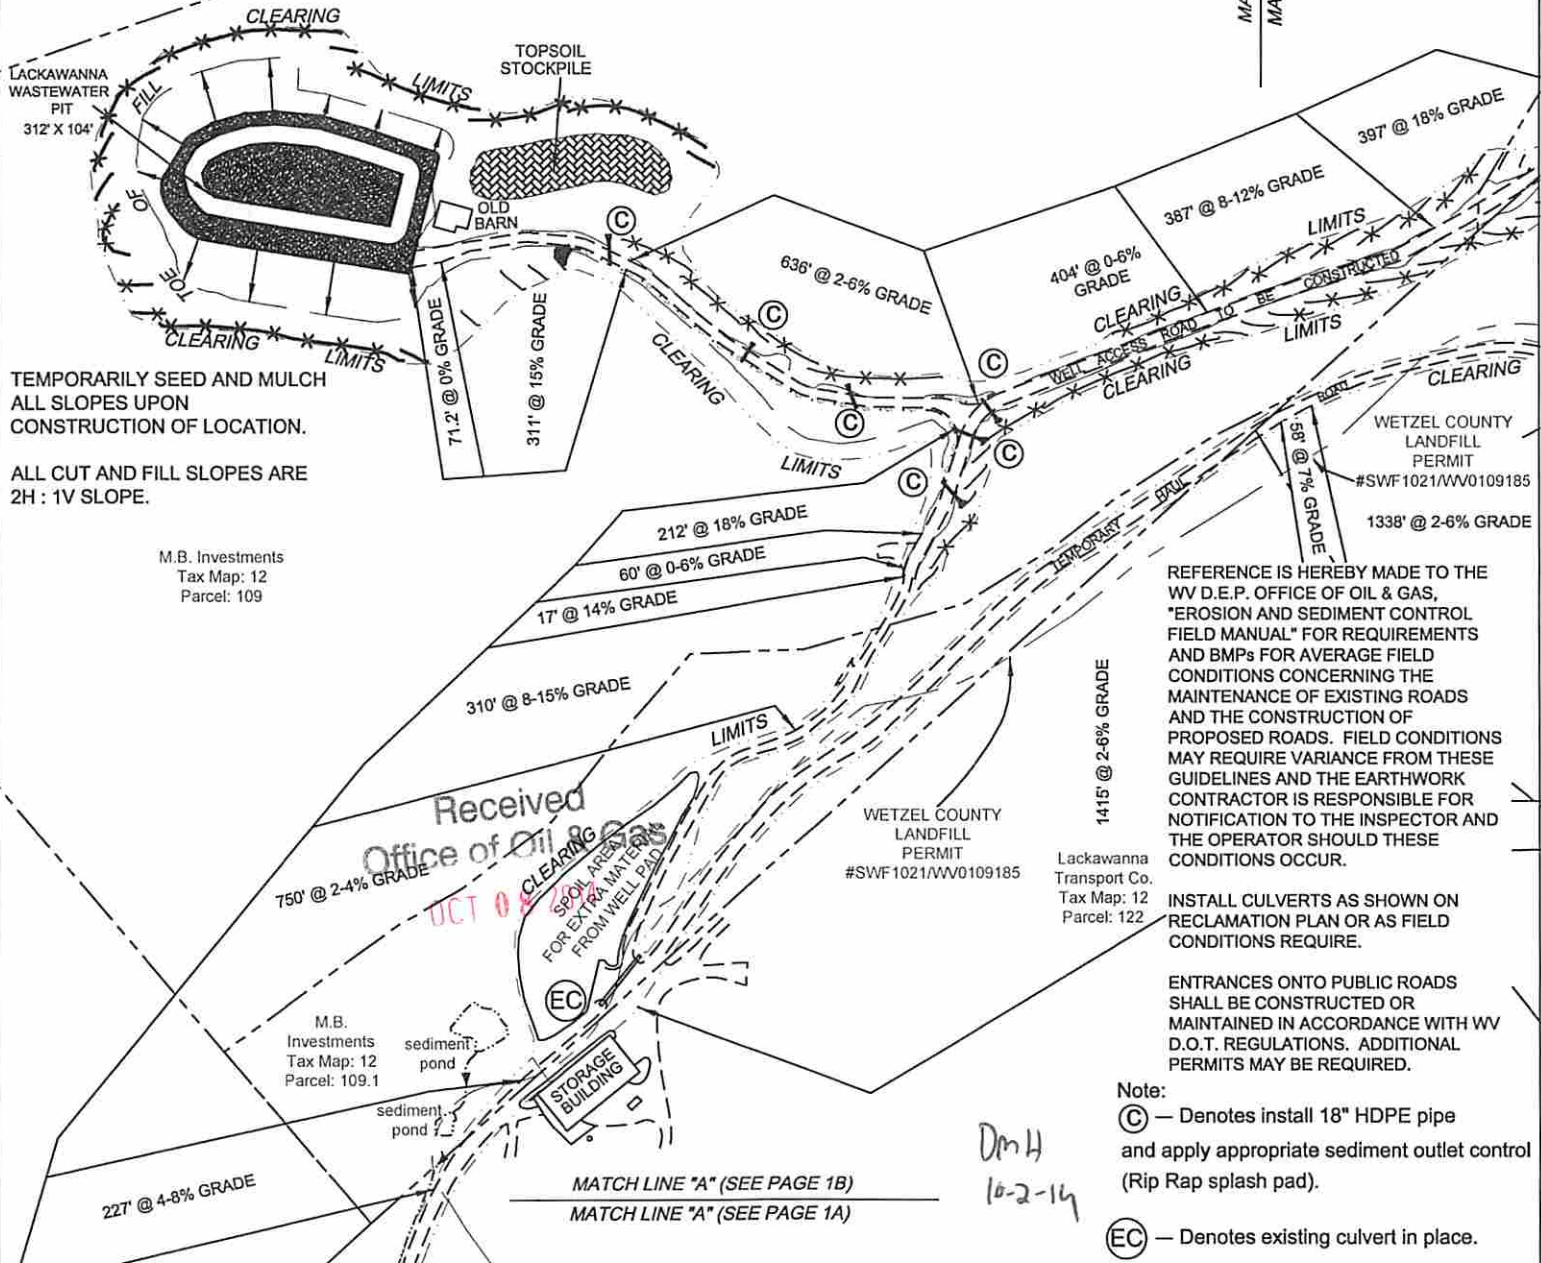 CLEARING
LACKAWANNA
WASTEWATER
PIT
312' X 104'
FILL
OF
TOE
LIMITS
TOPSOIL
STOCKPILE
OLD
BARN
C
CLEARING
LIMITS
71.2' @ 0% GRADE
311' @ 15% GRADE
C
636' @ 2-6% GRADE
404' @ 0-6%
GRADE
387' @ 8-12% GRADE
397' @ 18% GRADE
MA
MA
LIMITS
CLEARING
WELL ACCESS ROAD TO BE CONSTRUCTED
CLEARING
LIMITS
C
C
C
C
CLEARING
LIMITS
CLEARING
TEMPORARY HAUL ROAD
58' @ 7% GRADE
WETZEL COUNTY
LANDFILL
PERMIT
#SWF1021/WV0109185
1338' @ 2-6% GRADE
TEMPORARILY SEED AND MULCH
ALL SLOPES UPON
CONSTRUCTION OF LOCATION.
ALL CUT AND FILL SLOPES ARE
2H : 1V SLOPE.
M.B. Investments
Tax Map: 12
Parcel: 109
212' @ 18% GRADE
60' @ 0-6% GRADE
17' @ 14% GRADE
310' @ 8-15% GRADE
LIMITS
750' @ 2-4% GRADE
Received
Office of Oil & Gas
OCT 08 2014
CLEARING
SPOIL AREA
FOR EXTRA MATERIAL
FROM WELL PAD
EC
M.B.
Investments
Tax Map: 12
Parcel: 109.1
sediment
pond
sediment
pond
STORAGE
BUILDING
227' @ 4-8% GRADE
WETZEL COUNTY
LANDFILL
PERMIT
#SWF1021/WV0109185
1415' @ 2-6% GRADE
Lackawanna
Transport Co.
Tax Map: 12
Parcel: 122
REFERENCE IS HEREBY MADE TO THE
WV D.E.P. OFFICE OF OIL & GAS,
"EROSION AND SEDIMENT CONTROL
FIELD MANUAL" FOR REQUIREMENTS
AND BMPs FOR AVERAGE FIELD
CONDITIONS CONCERNING THE
MAINTENANCE OF EXISTING ROADS
AND THE CONSTRUCTION OF
PROPOSED ROADS. FIELD CONDITIONS
MAY REQUIRE VARIANCE FROM THESE
GUIDELINES AND THE EARTHWORK
CONTRACTOR IS RESPONSIBLE FOR
NOTIFICATION TO THE INSPECTOR AND
THE OPERATOR SHOULD THESE
CONDITIONS OCCUR.
INSTALL CULVERTS AS SHOWN ON
RECLAMATION PLAN OR AS FIELD
CONDITIONS REQUIRE.
ENTRANCES ONTO PUBLIC ROADS
SHALL BE CONSTRUCTED OR
MAINTAINED IN ACCORDANCE WITH WV
D.O.T. REGULATIONS. ADDITIONAL
PERMITS MAY BE REQUIRED.
Note:
C — Denotes install 18" HDPE pipe
and apply appropriate sediment outlet control
(Rip Rap splash pad).
EC — Denotes existing culvert in place.
MATCH LINE "A" (SEE PAGE 1B)
MATCH LINE "A" (SEE PAGE 1A)
DmH
10-2-14